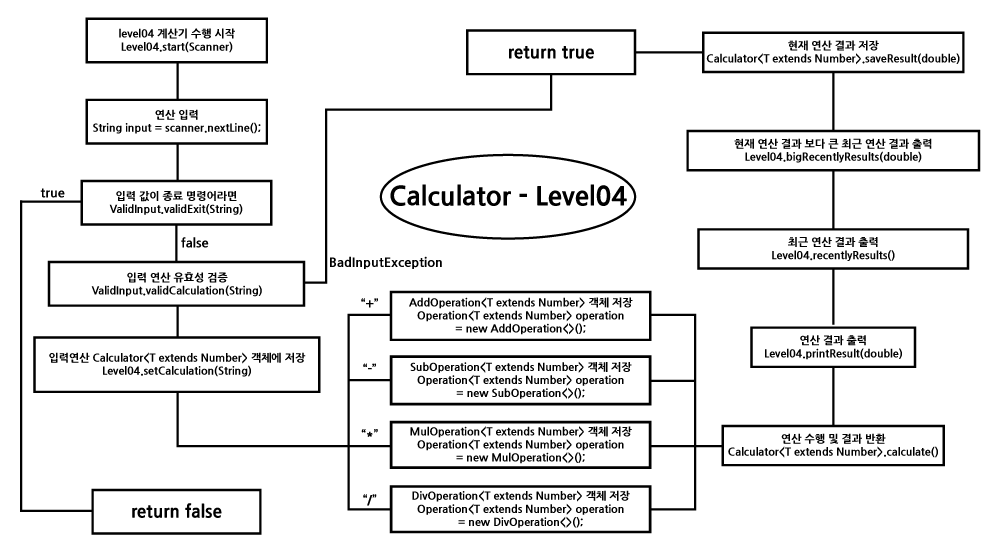 level04 계산기 수행 시작
Level04.start(Scanner)
연산 입력
String input = scanner.nextLine();
true
입력 값이 종료 명령어라면
ValidInput.validExit(String)
false
입력 연산 유효성 검증
ValidInput.validCalculation(String)
BadInputException
입력연산 Calculator<T extends Number> 객체에 저장
Level04.setCalculation(String)
return false
return true
Calculator - Level04
"+"
AddOperation<T extends Number> 객체 저장
Operation<T extends Number> operation
= new AddOperation<>();
"-"
SubOperation<T extends Number> 객체 저장
Operation<T extends Number> operation
= new SubOperation<>();
"*"
MulOperation<T extends Number> 객체 저장
Operation<T extends Number> operation
= new MulOperation<>();
"/"
DivOperation<T extends Number> 객체 저장
Operation<T extends Number> operation
= new DivOperation<>();
현재 연산 결과 저장
Calculator<T extends Number>.saveResult(double)
현재 연산 결과 보다 큰 최근 연산 결과 출력
Level04.bigRecentlyResults(double)
최근 연산 결과 출력
Level04.recentlyResults()
연산 결과 출력
Level04.printResult(double)
연산 수행 및 결과 반환
Calculator<T extends Number>.calculate()